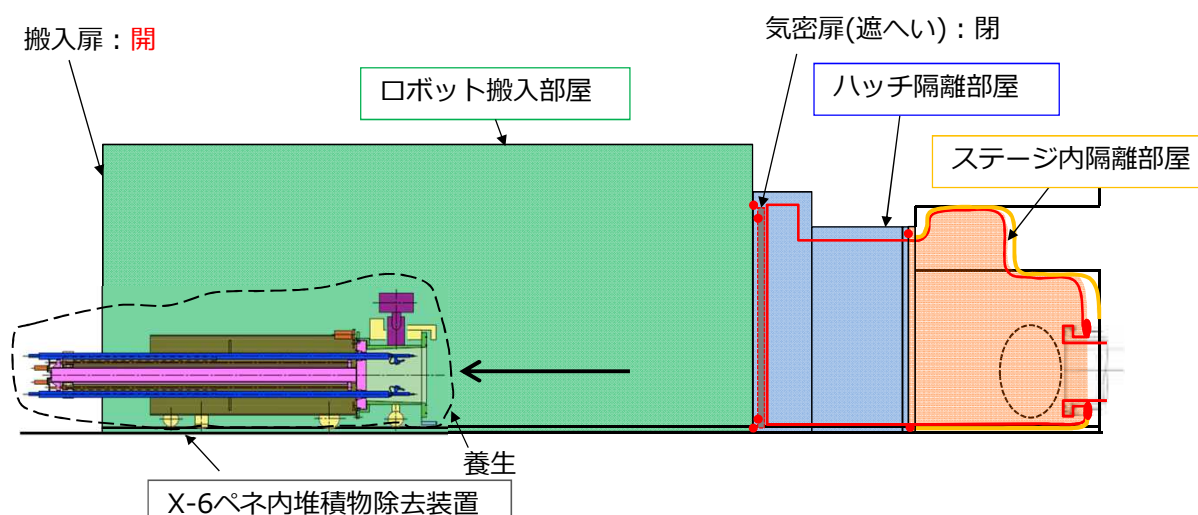 搬入扉：開
気密扉(遮へい)：閉
ロボット搬入部屋
ハッチ隔離部屋
ステージ内隔離部屋
養生
X-6ペネ内堆積物除去装置